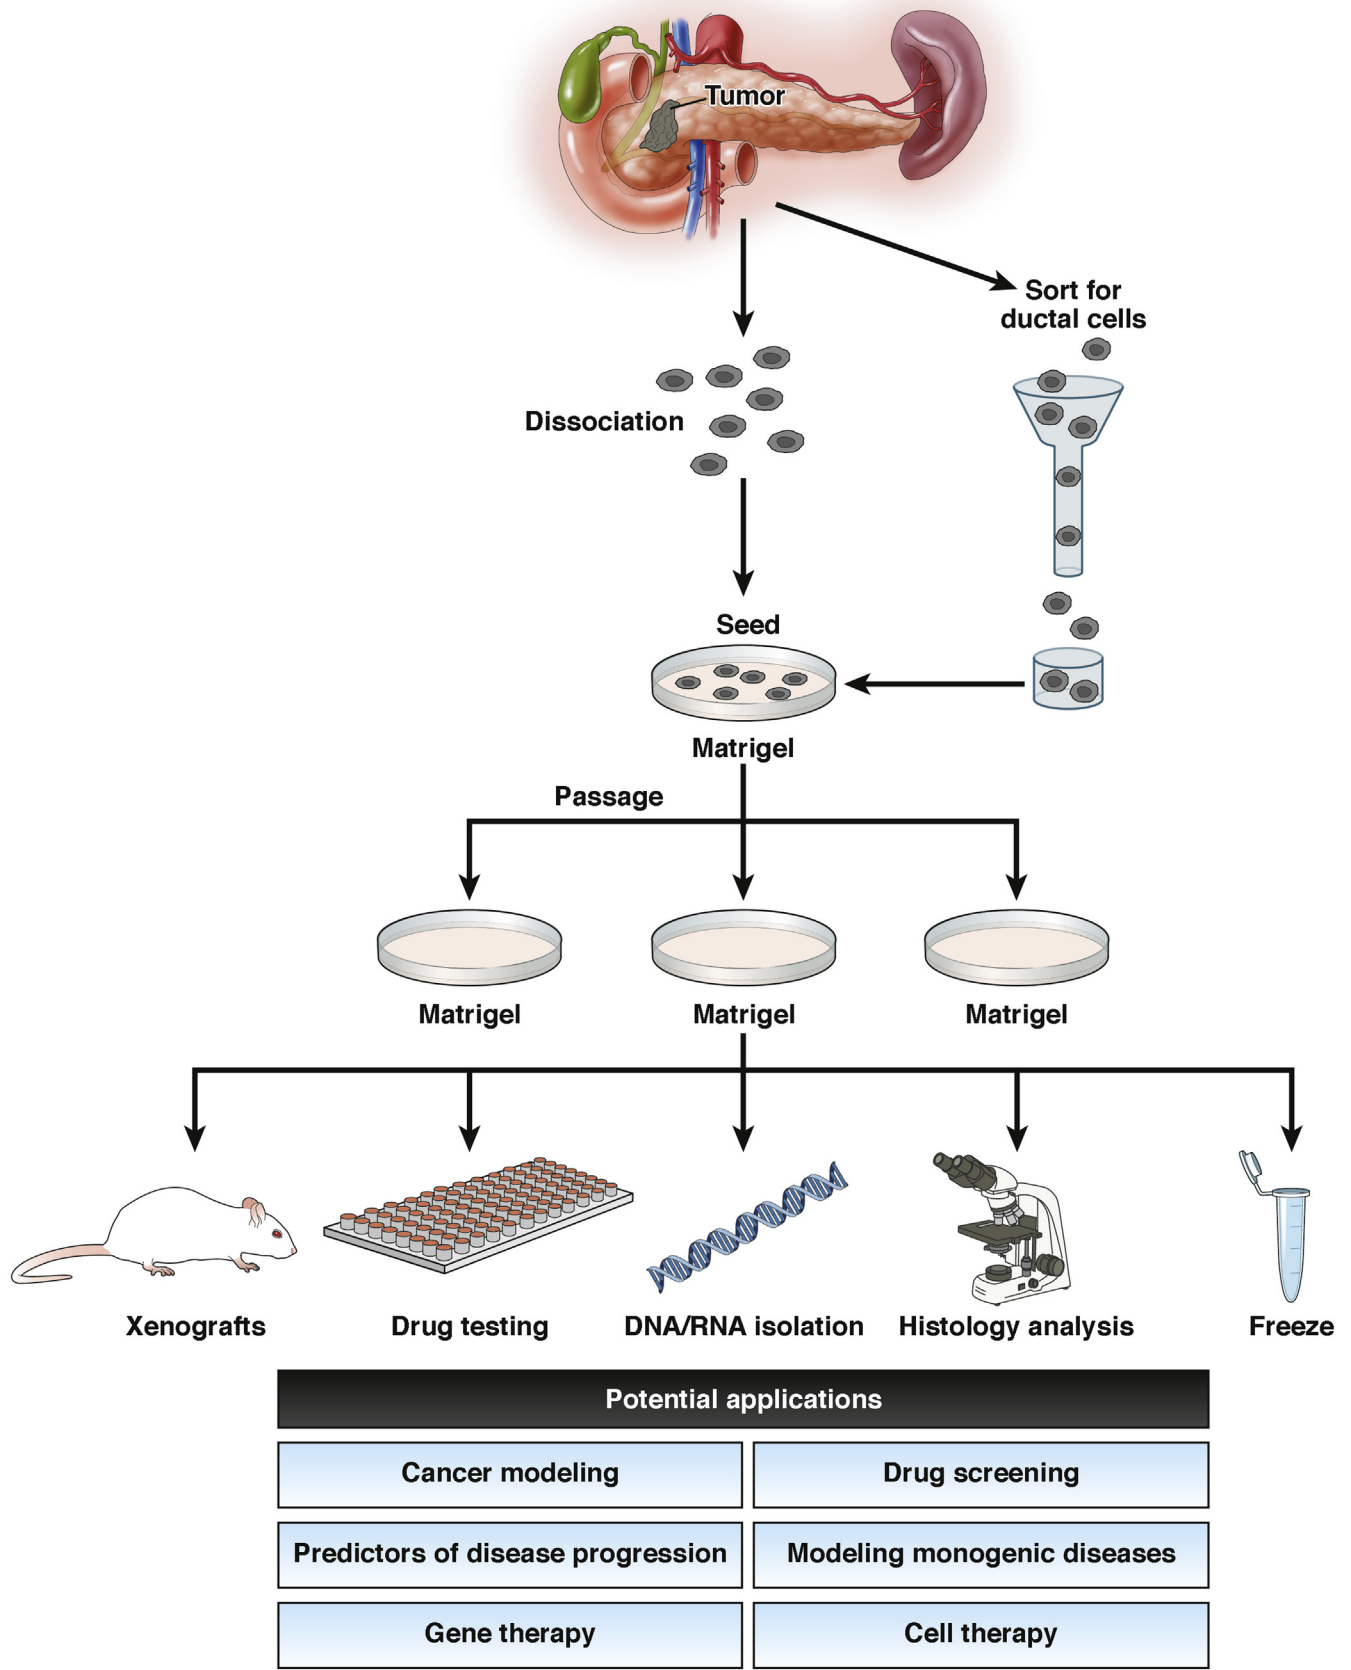 Tumor
Sort for
ductal cells
Dissociation
Seed
Matrigel
Passage
Matrigel
Matrigel
Matrigel
Xenografts
Drug testing
DNA/RNA isolation
Histology analysis
Freeze
Potential applications
Cancer modeling
Drug screening
Predictors of disease progression
Modeling monogenic diseases
Gene therapy
Cell therapy